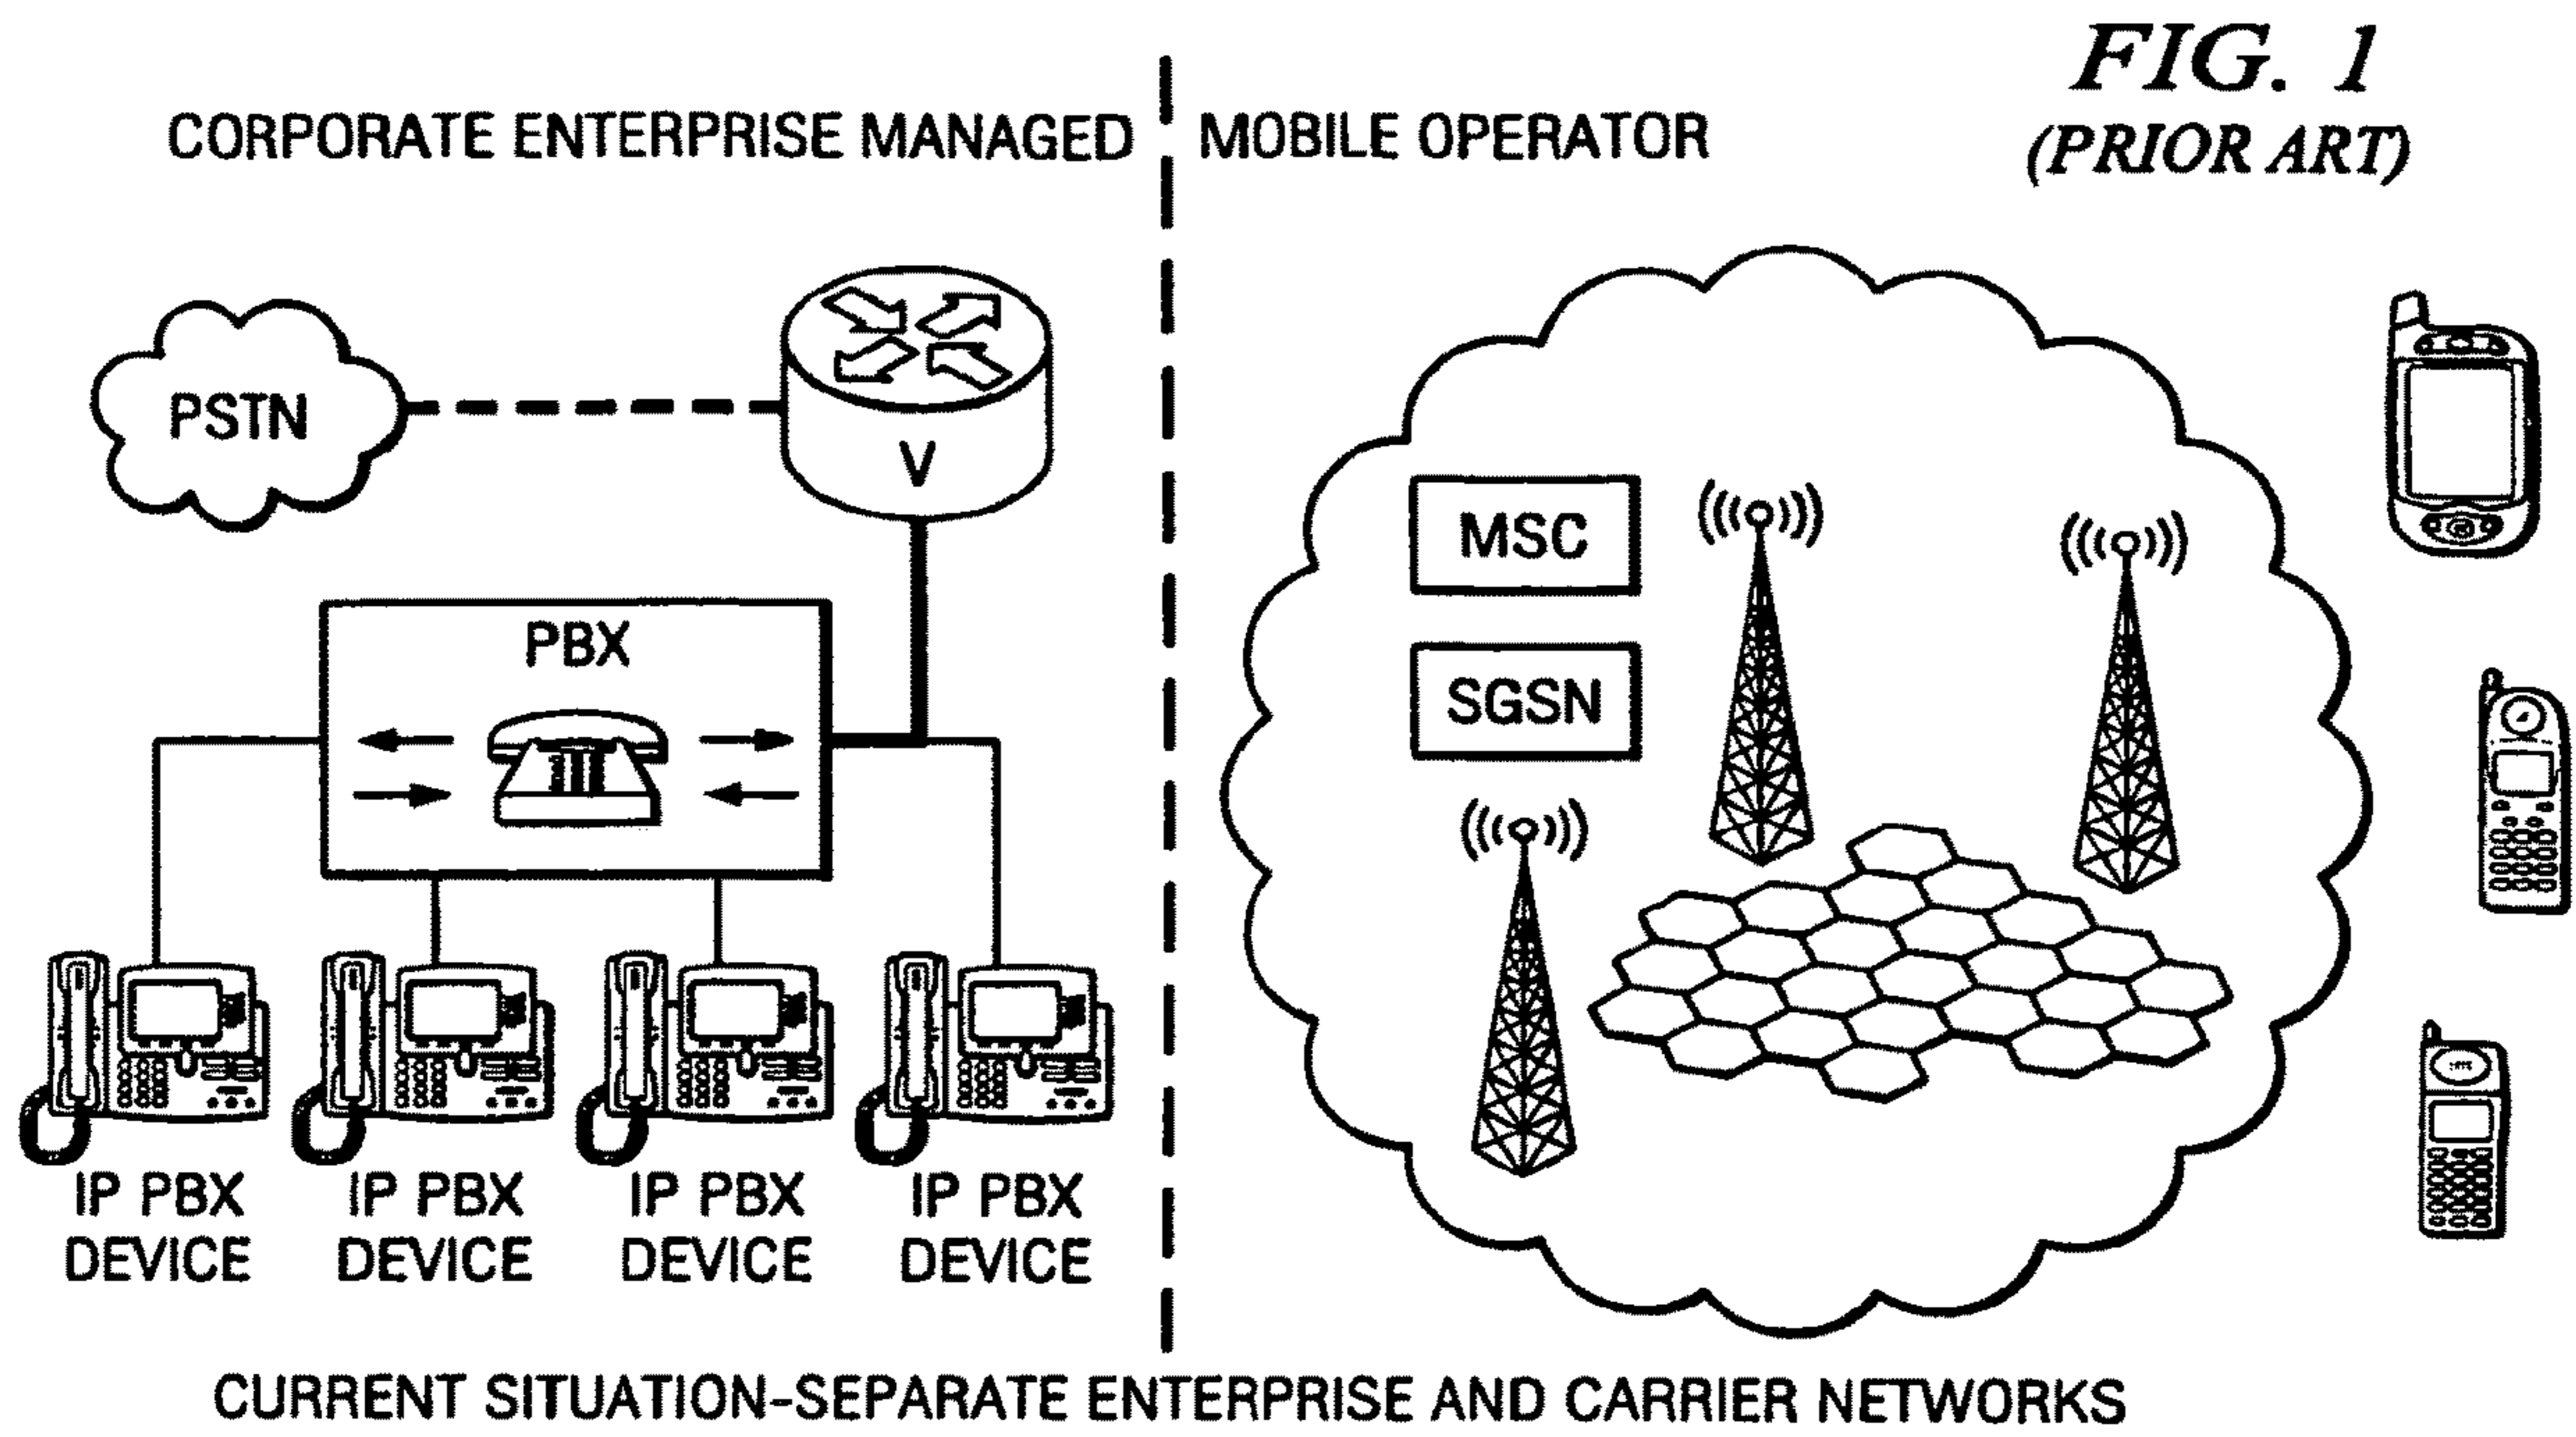 FIG. 1
(PRIOR ART)
CORPORATE ENTERPRISE MANAGED
MOBILE OPERATOR
PSTN
V
MSC
PBX
SGSN
IP PBX
DEVICE
IP PBX
DEVICE
IP PBX
DEVICE
IP PBX
DEVICE
CURRENT SITUATION-SEPARATE ENTERPRISE AND CARRIER NETWORKS